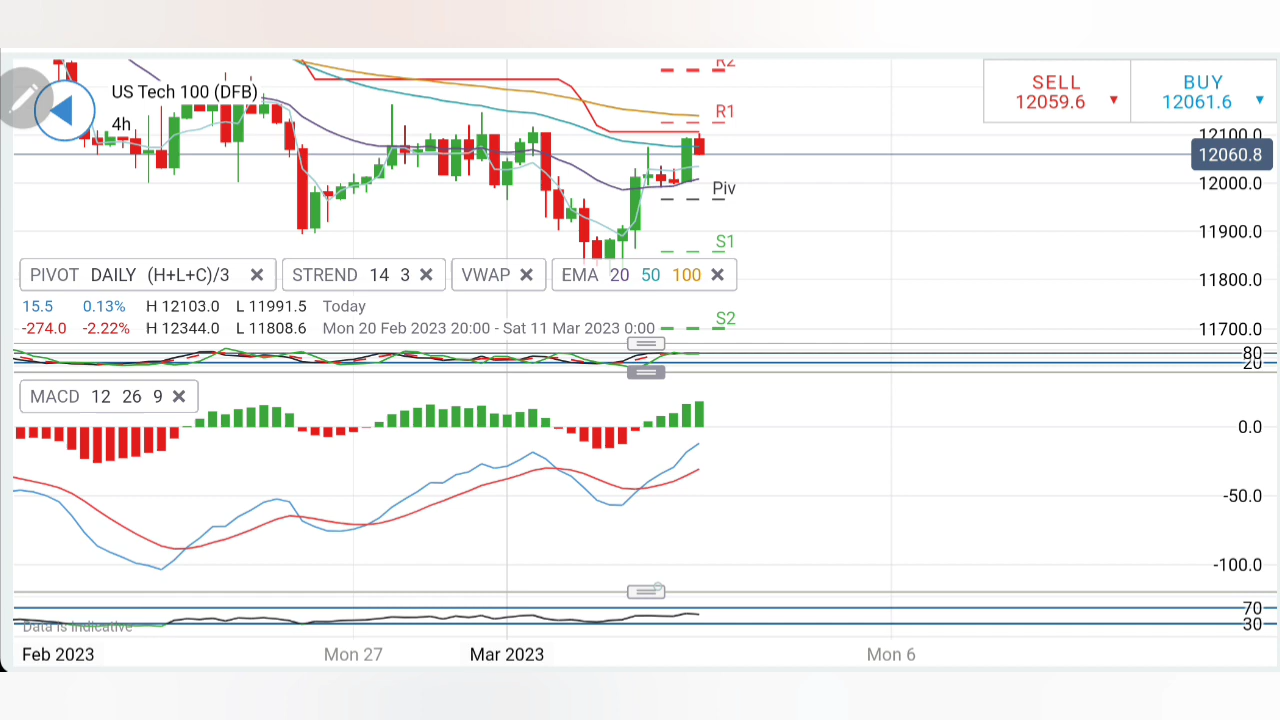 R2
SELL
12059.6
BUY
12061.6
US Tech 100 (DFB)
4h
R1
12100.0
12060.8
12000.0
Piv
11900.0
S1
PIVOT DAILY (H+L+C)/3
STREND 14 3
VWAP
EMA 20 50 100
11800.0
15.5 0.13% H 12103.0 L 11991.5 Today
-274.0 -2.22% H 12344.0 L 11808.6 Mon 20 Feb 2023 20:00 - Sat 11 Mar 2023 0:00
S2
11700.0
80
20
MACD 12 26 9
0.0
-50.0
-100.0
70
30
Data is indicative
Feb 2023 Mon 27 Mar 2023 Mon 6